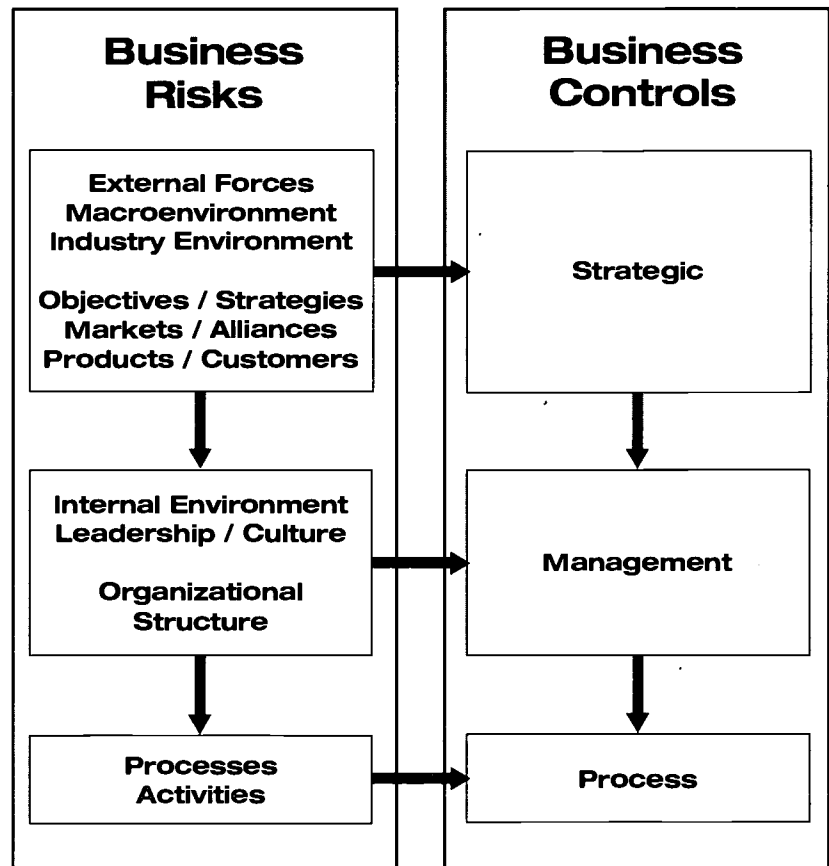 Business
Risks
External Forces
Macroenvironment
Industry Environment
Objectives / Strategies
Markets / Alliances
Products / Customers
Internal Environment
Leadership / Culture
Organizational
Structure
Processes
Activities
Business
Controls
Strategic
Management
Process